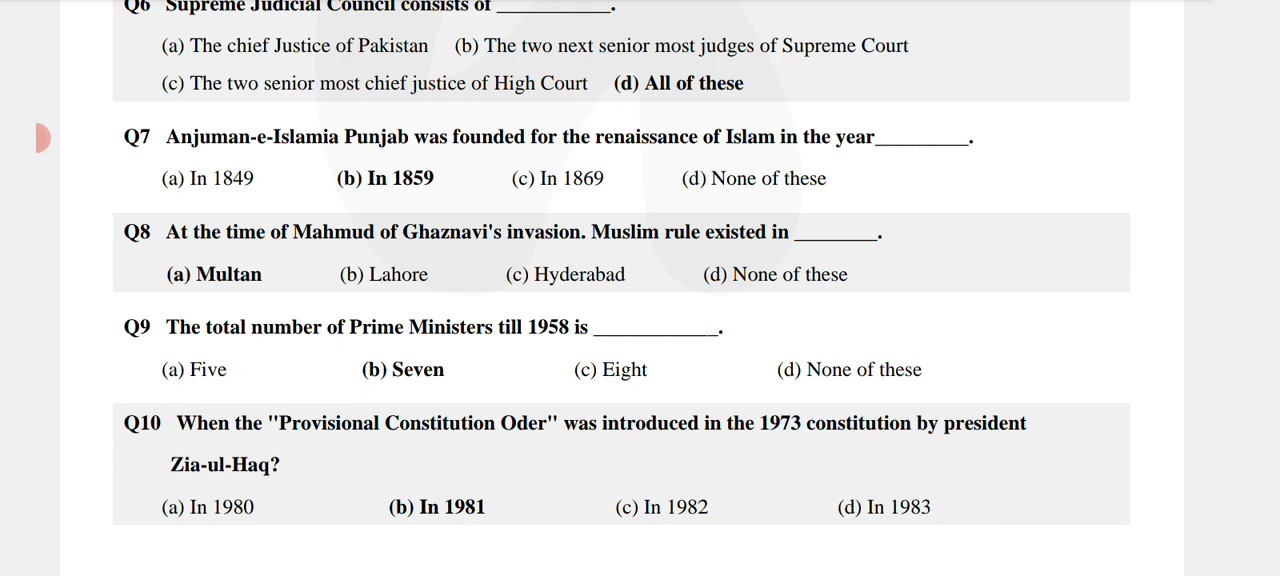 Q6 Supreme Judicial Council consists of ___________.
(a) The chief Justice of Pakistan (b) The two next senior most judges of Supreme Court
(c) The two senior most chief justice of High Court (d) All of these
Q7 Anjuman-e-Islamia Punjab was founded for the renaissance of Islam in the year_________.
(a) In 1849 (b) In 1859 (c) In 1869 (d) None of these
Q8 At the time of Mahmud of Ghaznavi's invasion. Muslim rule existed in ________.
(a) Multan (b) Lahore (c) Hyderabad (d) None of these
Q9 The total number of Prime Ministers till 1958 is ____________.
(a) Five (b) Seven (c) Eight (d) None of these
Q10 When the "Provisional Constitution Oder" was introduced in the 1973 constitution by president
Zia-ul-Haq?
(a) In 1980 (b) In 1981 (c) In 1982 (d) In 1983